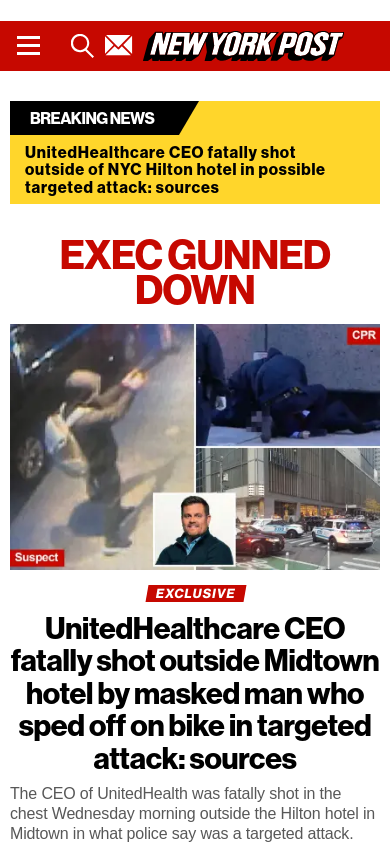 NEW YORK POST
BREAKING NEWS
UnitedHealthcare CEO fatally shot
outside of NYC Hilton hotel in possible
targeted attack: sources
EXEC GUNNED
DOWN
CPR
Suspect
EXCLUSIVE
UnitedHealthcare CEO
fatally shot outside Midtown
hotel by masked man who
sped off on bike in targeted
attack: sources
The CEO of UnitedHealth was fatally shot in the
chest Wednesday morning outside the Hilton hotel in
Midtown in what police say was a targeted attack.